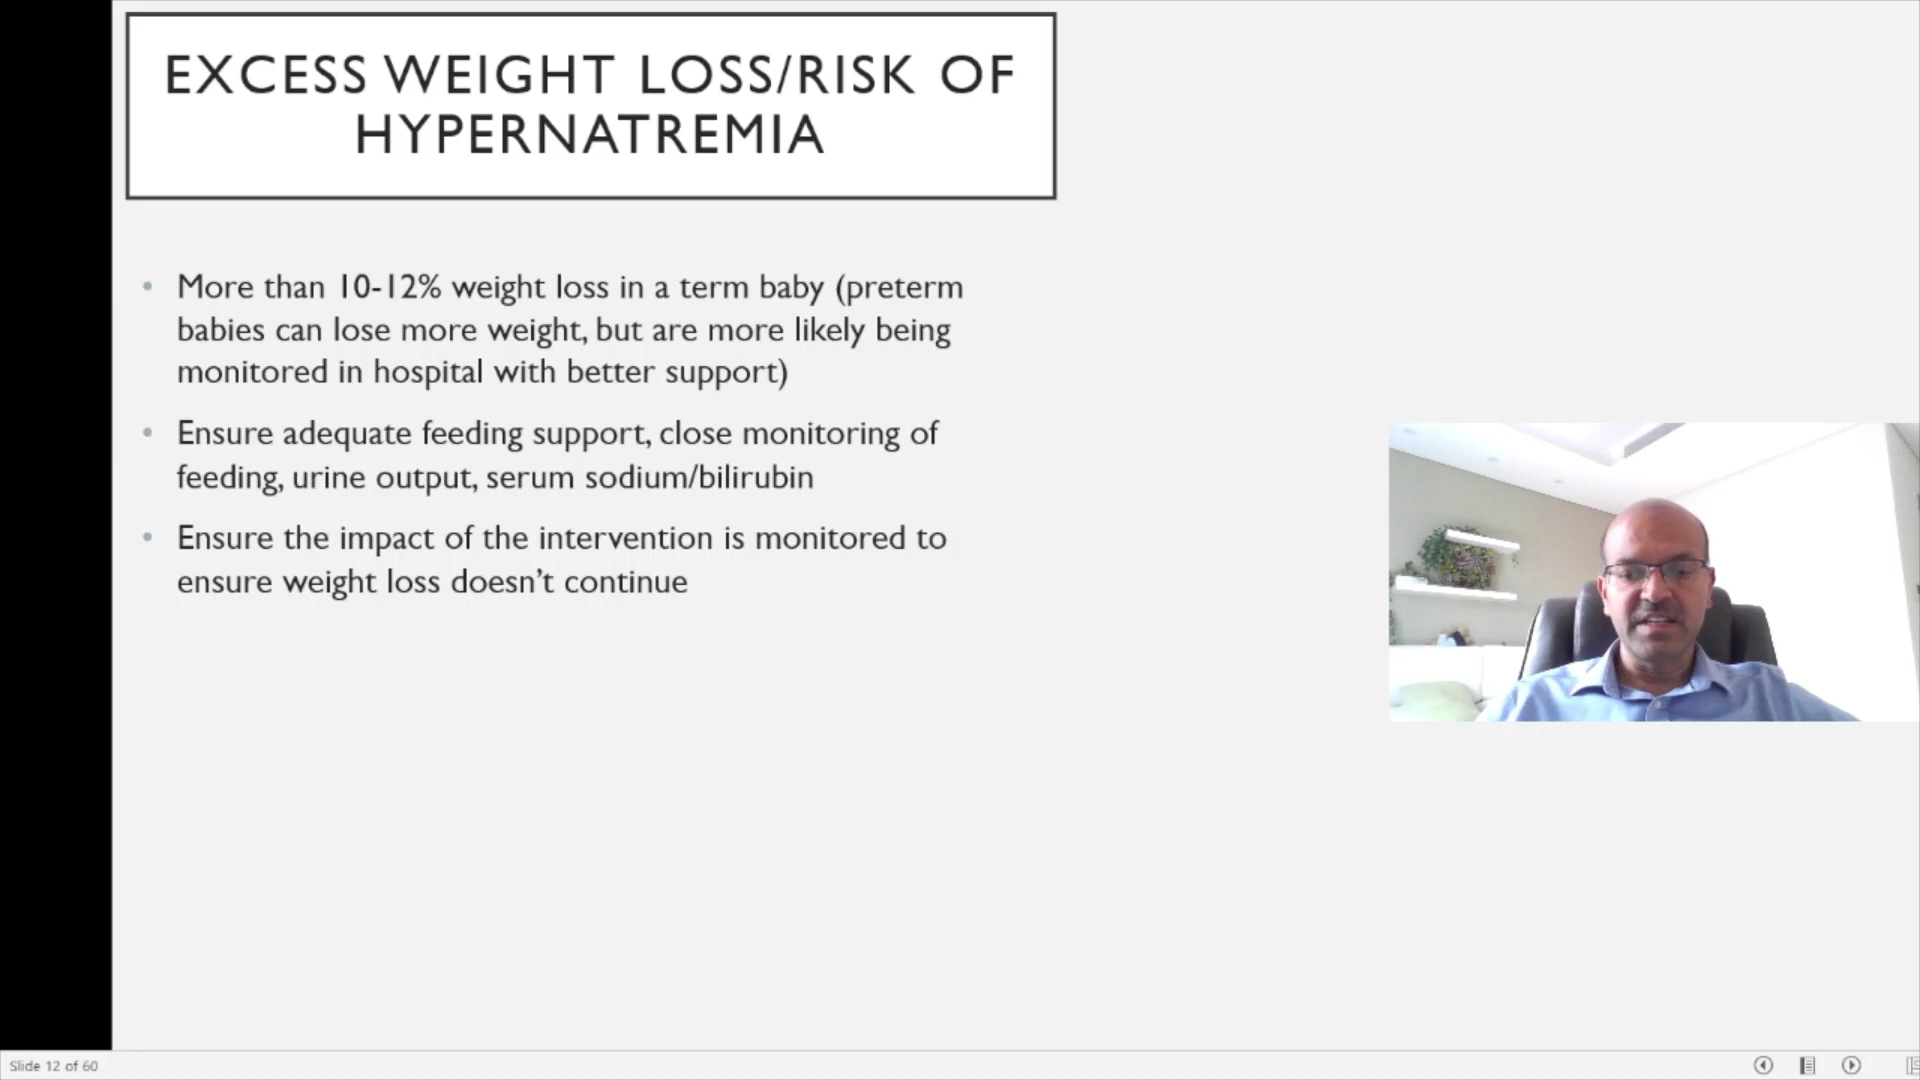 EXCESS WEIGHT LOSS/RISK OF
HYPERNATREMIA
• More than 10-12% weight loss in a term baby (preterm
babies can lose more weight, but are more likely being
monitored in hospital with better support)
• Ensure adequate feeding support, close monitoring of
feeding, urine output, serum sodium/bilirubin
• Ensure the impact of the intervention is monitored to
ensure weight loss doesn’t continue
Slide 12 of 60